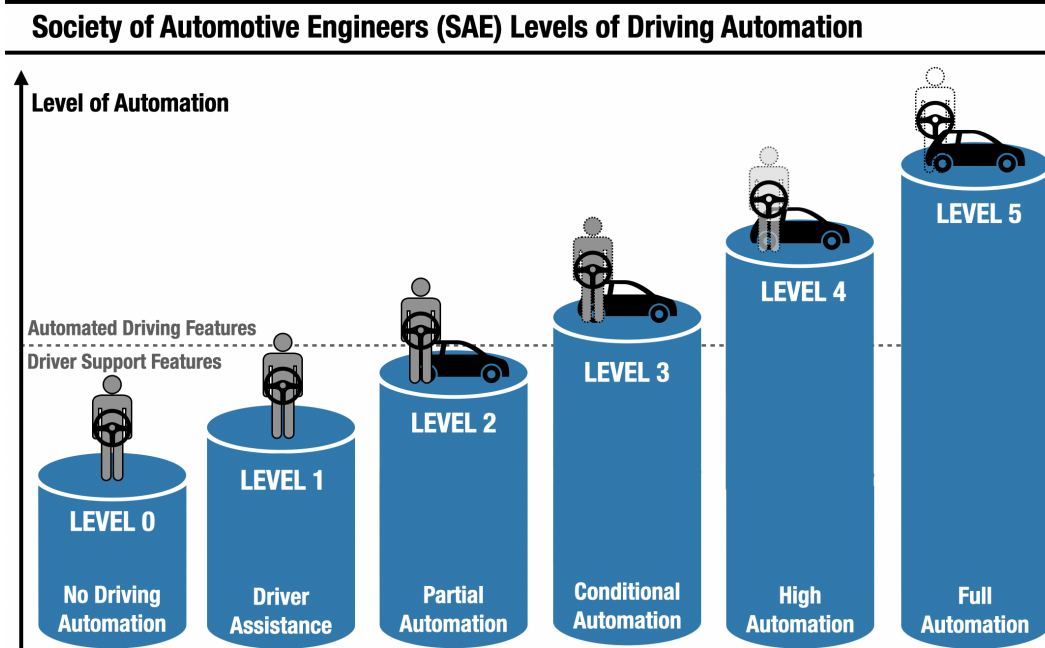 Society of Automotive Engineers (SAE) Levels of Driving Automation
Level of Automation
Automated Driving Features
Driver Support Features
LEVEL 0
No Driving
Automation
LEVEL 1
Driver
Assistance
LEVEL 2
Partial
Automation
LEVEL 3
Conditional
Automation
LEVEL 4
High
Automation
LEVEL 5
Full
Automation